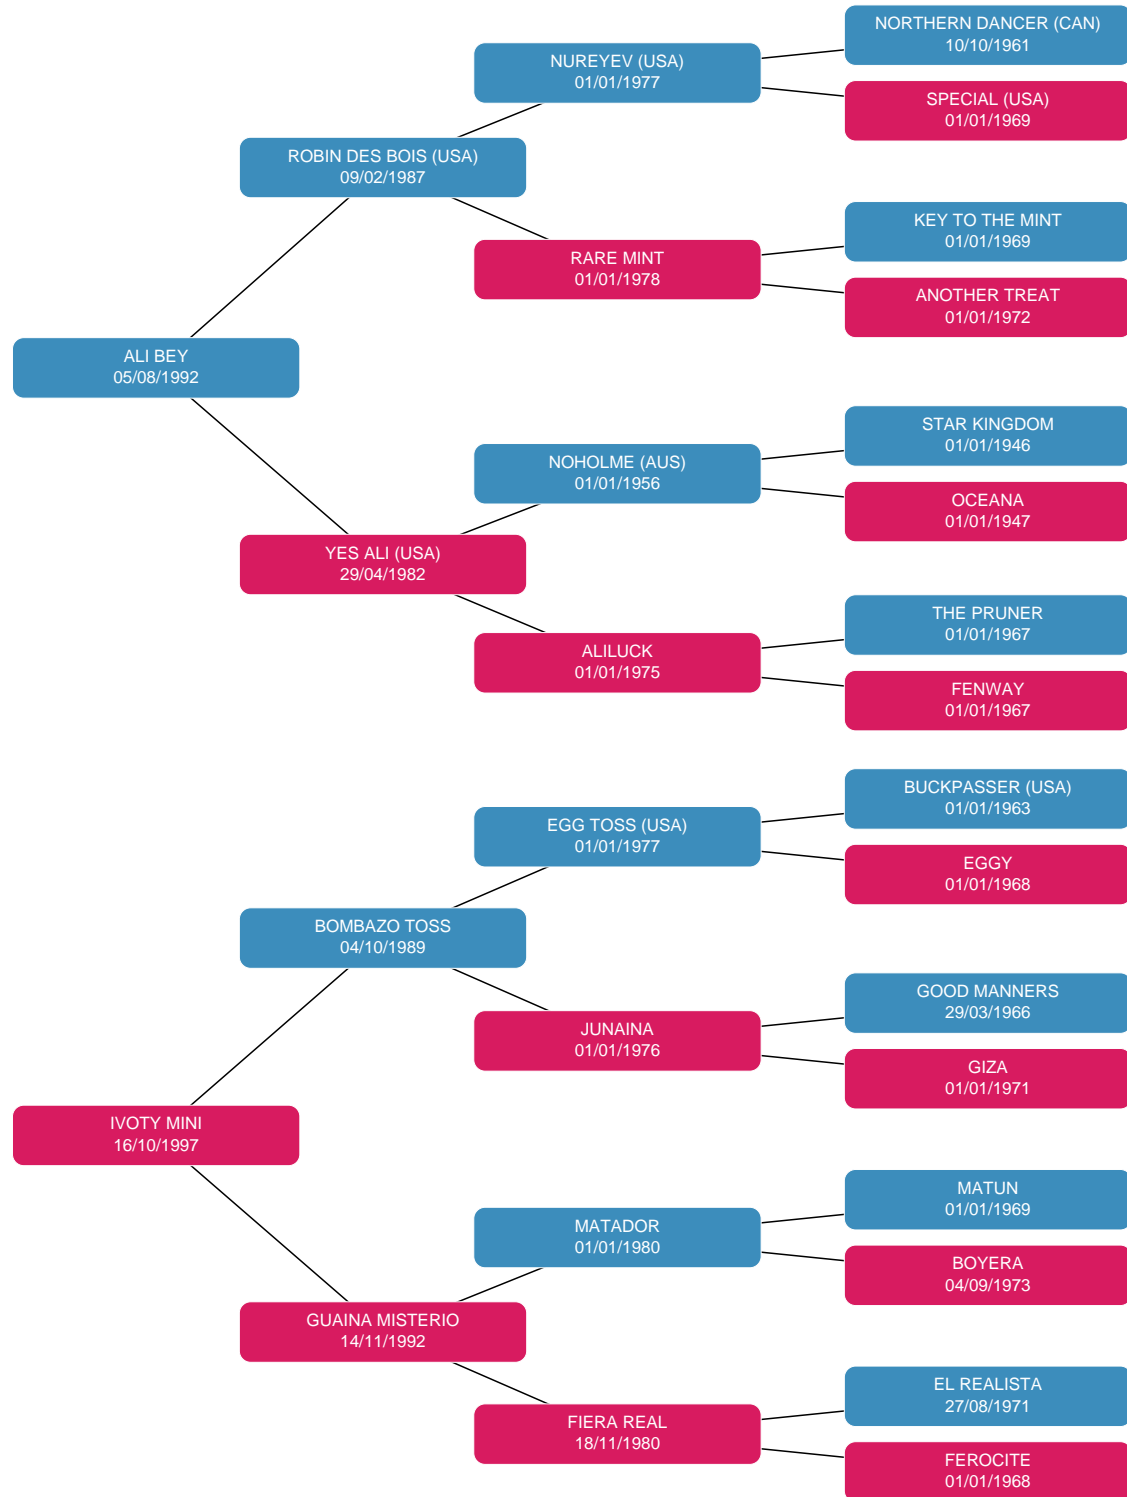 NORTHERN DANCER (CAN)
10/10/1961
NUREYEV (USA)
01/01/1977
SPECIAL (USA)
01/01/1969
ROBIN DES BOIS (USA)
09/02/1987
KEY TO THE MINT
01/01/1969
RARE MINT
01/01/1978
ANOTHER TREAT
01/01/1972
ALI BEY
05/08/1992
STAR KINGDOM
01/01/1946
NOHOLME (AUS)
01/01/1956
OCEANA
01/01/1947
YES ALI (USA)
29/04/1982
THE PRUNER
01/01/1967
ALILUCK
01/01/1975
FENWAY
01/01/1967
BUCKPASSER (USA)
01/01/1963
EGG TOSS (USA)
01/01/1977
EGGY
01/01/1968
BOMBAZO TOSS
04/10/1989
GOOD MANNERS
29/03/1966
JUNAINA
01/01/1976
GIZA
01/01/1971
IVOTY MINI
16/10/1997
MATUN
01/01/1969
MATADOR
01/01/1980
BOYERA
04/09/1973
GUAINA MISTERIO
14/11/1992
EL REALISTA
27/08/1971
FIERA REAL
18/11/1980
FEROCITE
01/01/1968